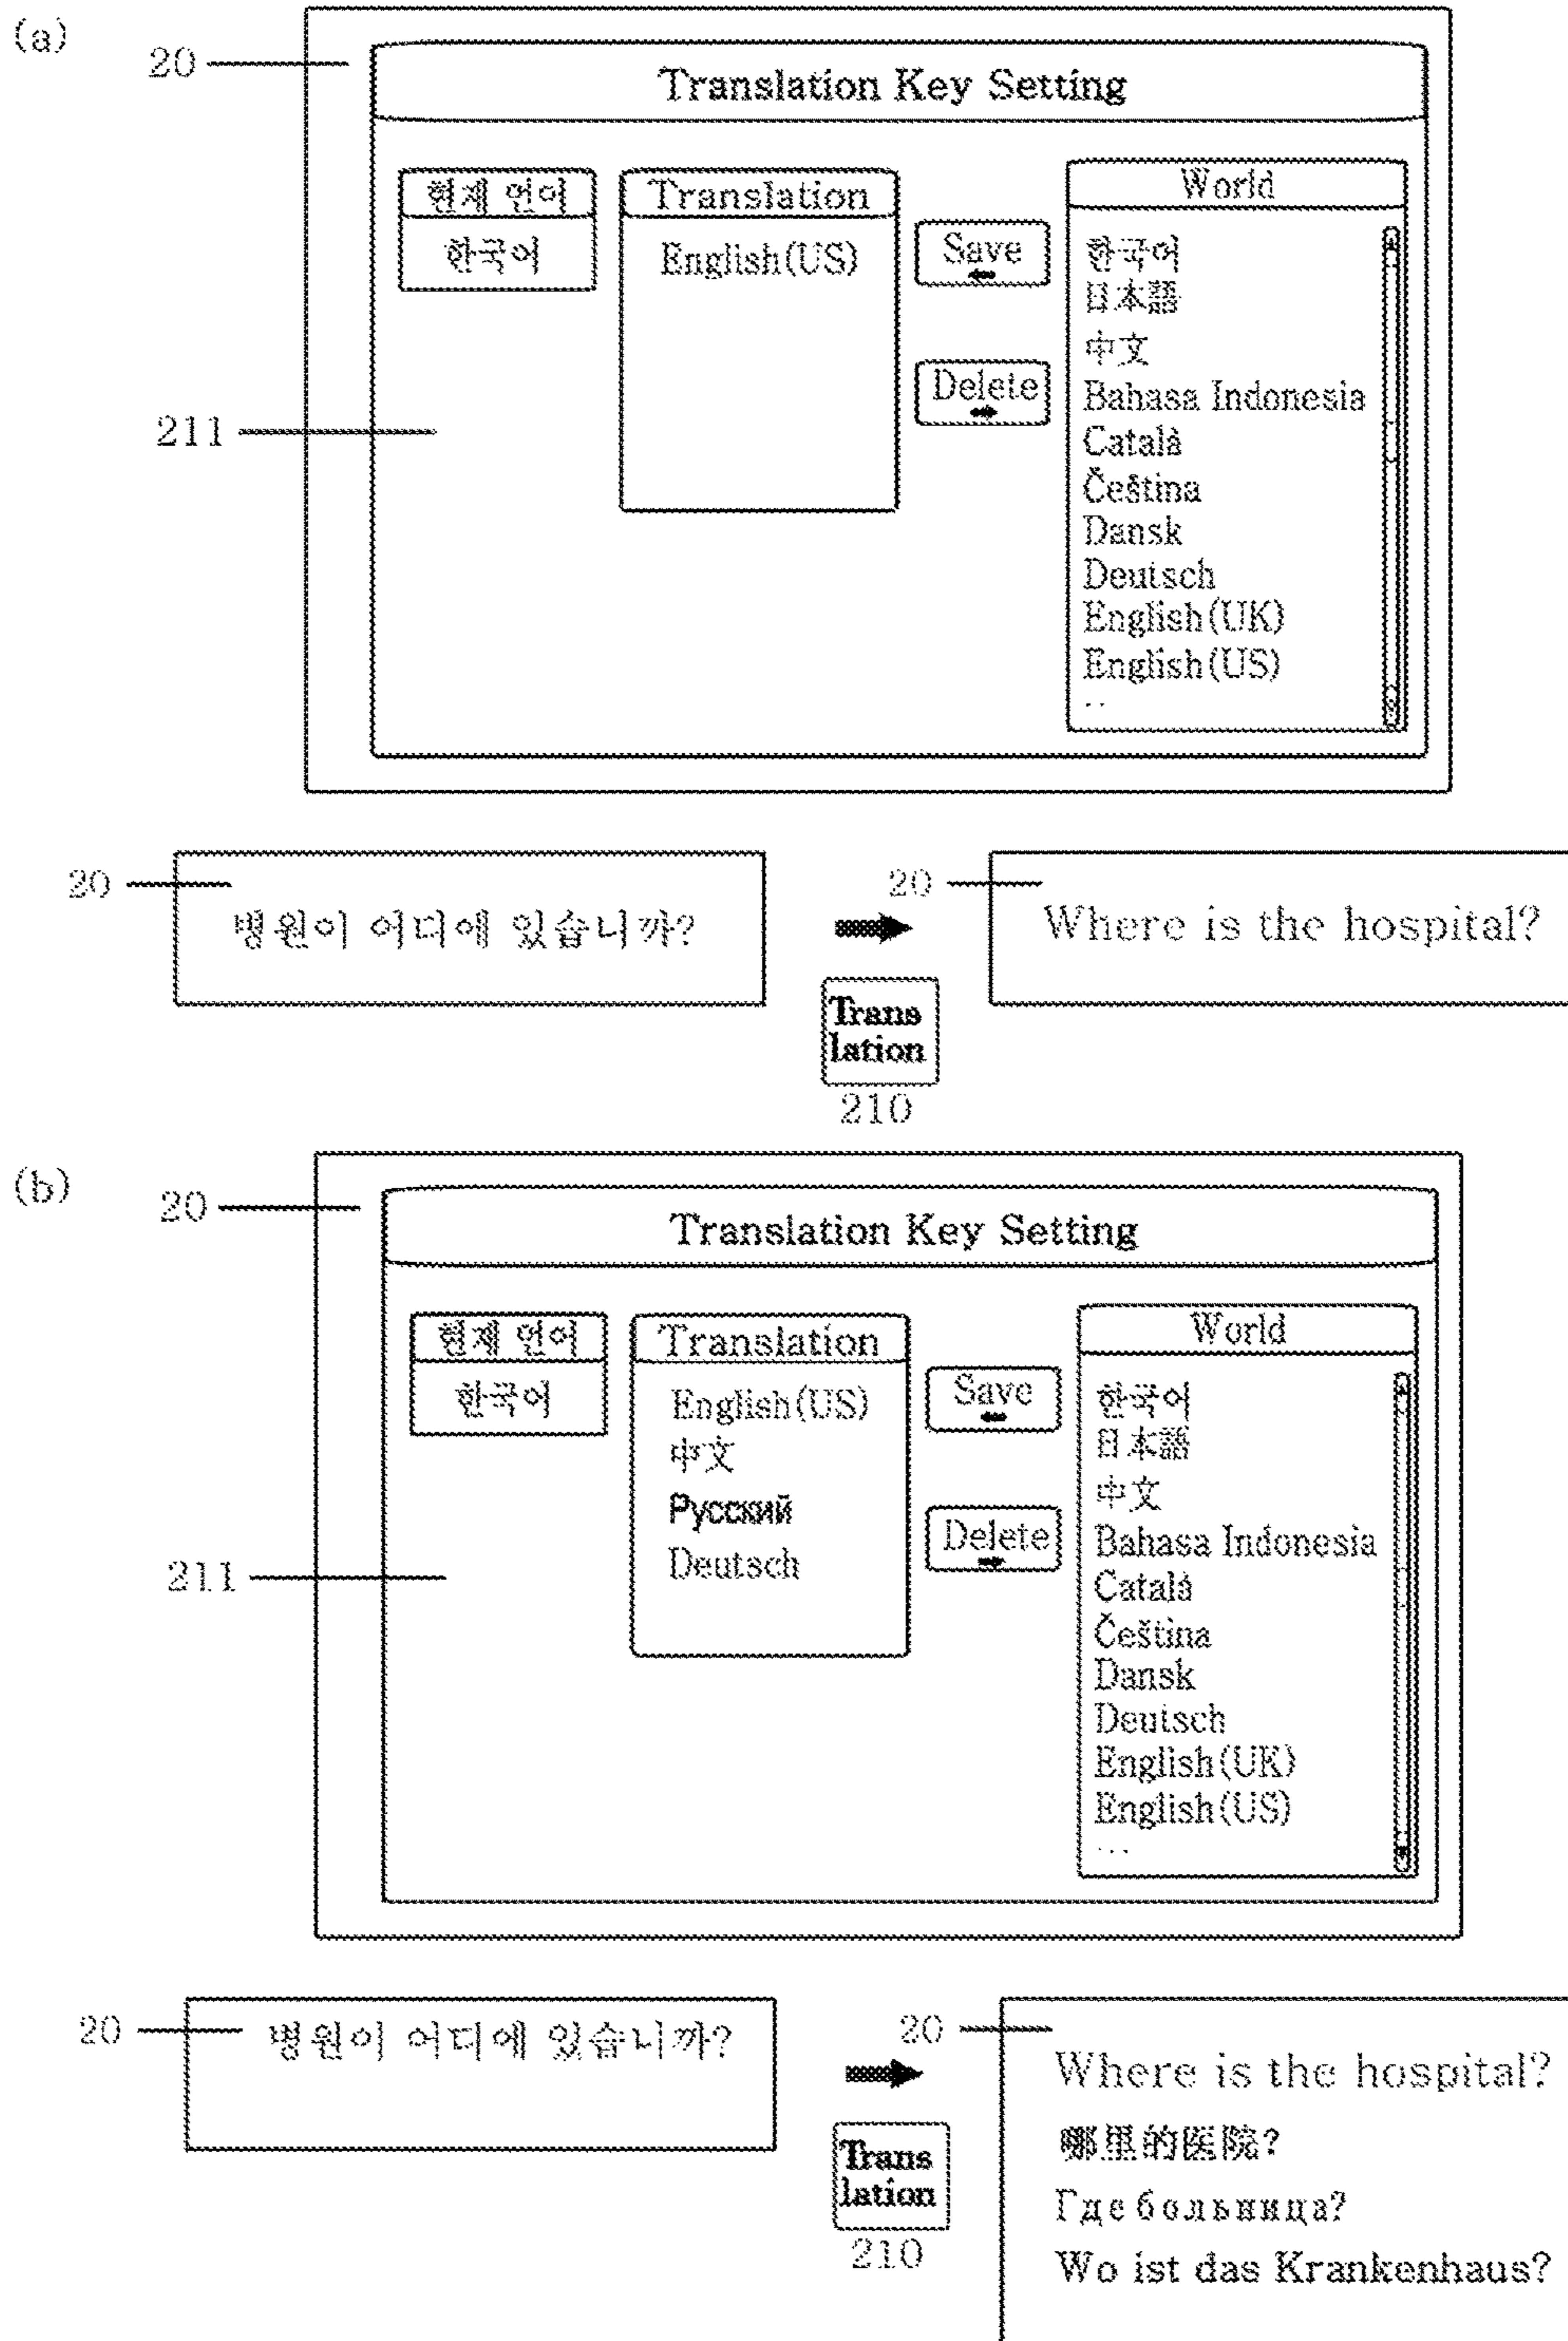 (a)
20
Translation Key Setting
현재 언어
한국어
Translation
English(US)
Save
Delete
World
한국어
日本語
中文
Bahasa Indonesia
Català
Čeština
Dansk
Deutsch
English(UK)
English(US)
..
211
20
병원이 어디에 있습니까?
Trans
lation
210
20
Where is the hospital?
(b)
20
Translation Key Setting
현재 언어
한국어
Translation
English(US)
中文
Русский
Deutsch
Save
Delete
World
한국어
日本語
中文
Bahasa Indonesia
Català
Čeština
Dansk
Deutsch
English(UK)
English(US)
...
211
20
병원이 어디에 있습니까?
Trans
lation
210
20
Where is the hospital?
哪里的医院?
Где больница?
Wo ist das Krankenhaus?